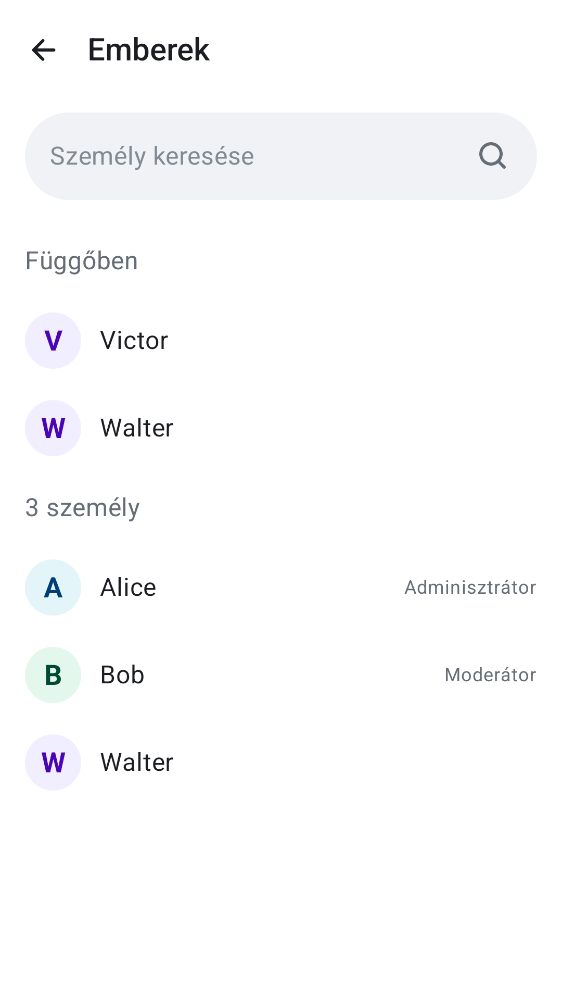 Emberek
Személy keresése
Függőben
V Victor
W Walter
3 személy
A Alice Adminisztrátor
B Bob Moderátor
W Walter